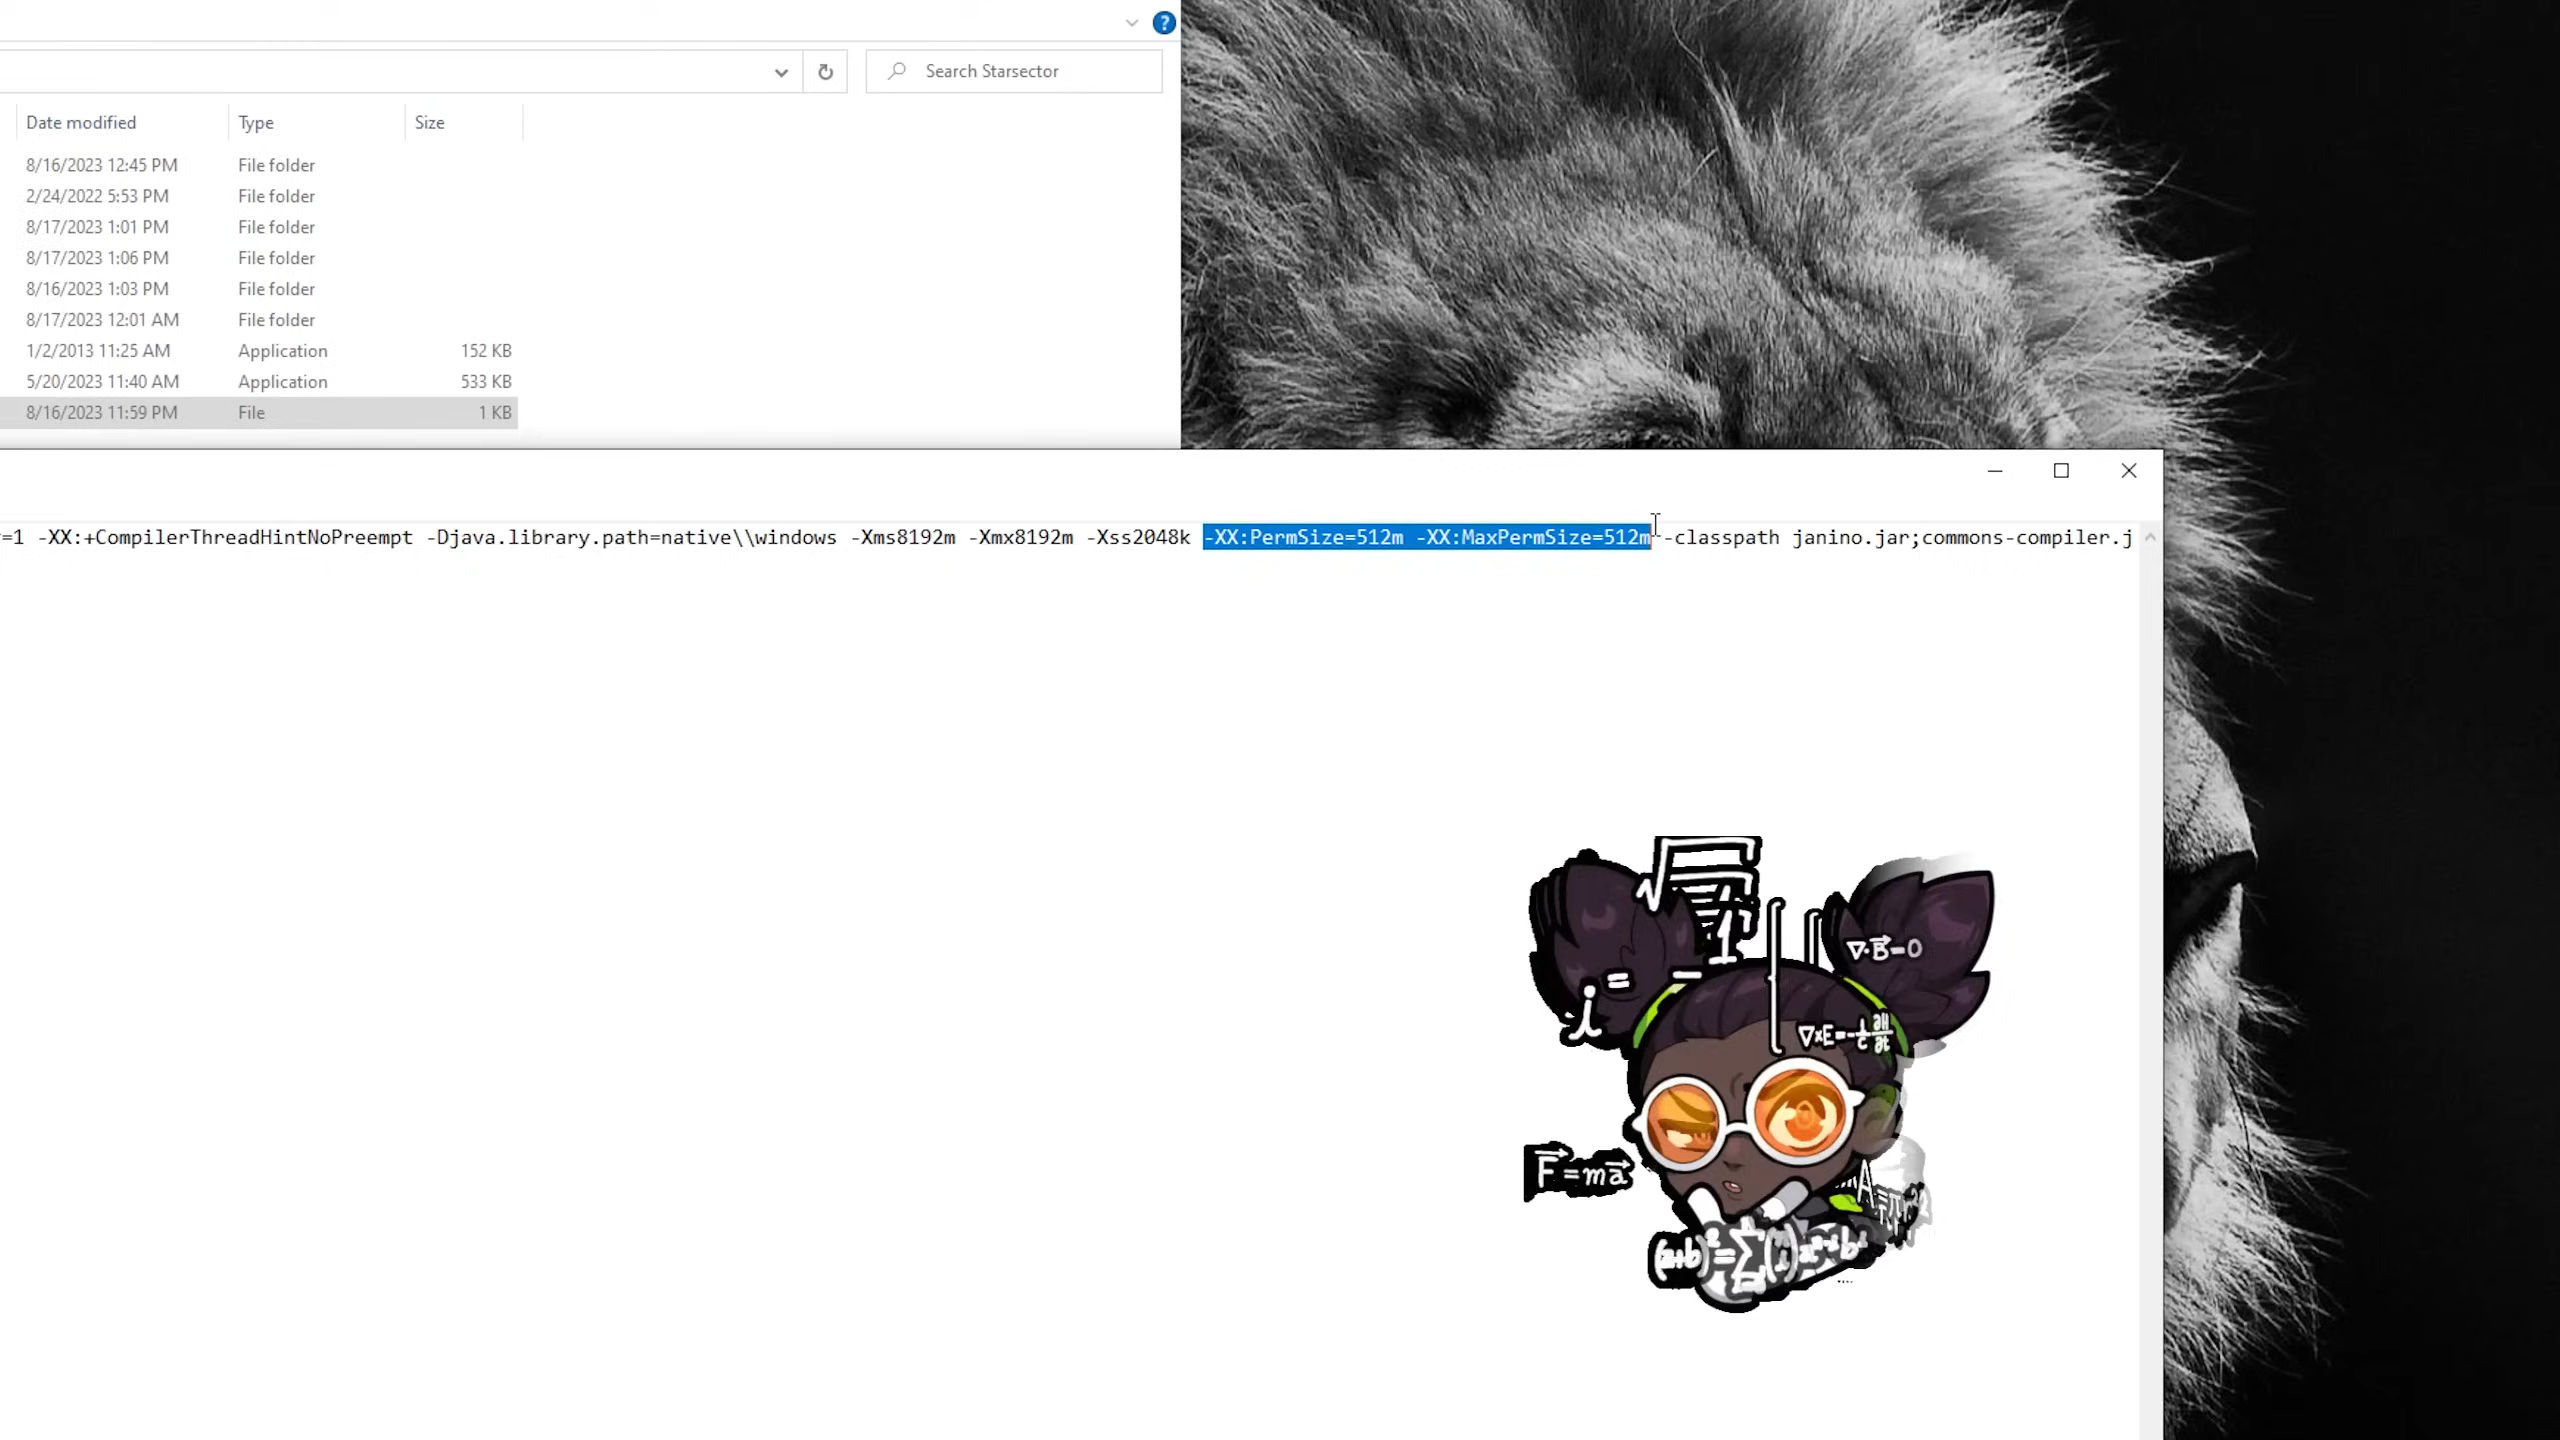 ?
Search Starsector
Date modified Type Size
8/16/2023 12:45 PM File folder
2/24/2022 5:53 PM File folder
8/17/2023 1:01 PM File folder
8/17/2023 1:06 PM File folder
8/16/2023 1:03 PM File folder
8/17/2023 12:01 AM File folder
1/2/2013 11:25 AM Application 152 KB
5/20/2023 11:40 AM Application 533 KB
8/16/2023 11:59 PM File 1 KB
=1 -XX:+CompilerThreadHintNoPreempt -Djava.library.path=native\\windows -Xms8192m -Xmx8192m -Xss2048k -XX:PermSize=512m -XX:MaxPermSize=512m -classpath janino.jar;commons-compiler.j
∇·B⃗=0
i = -
∇×E=-1/c ∂H/∂t
F⃗=ma⃗